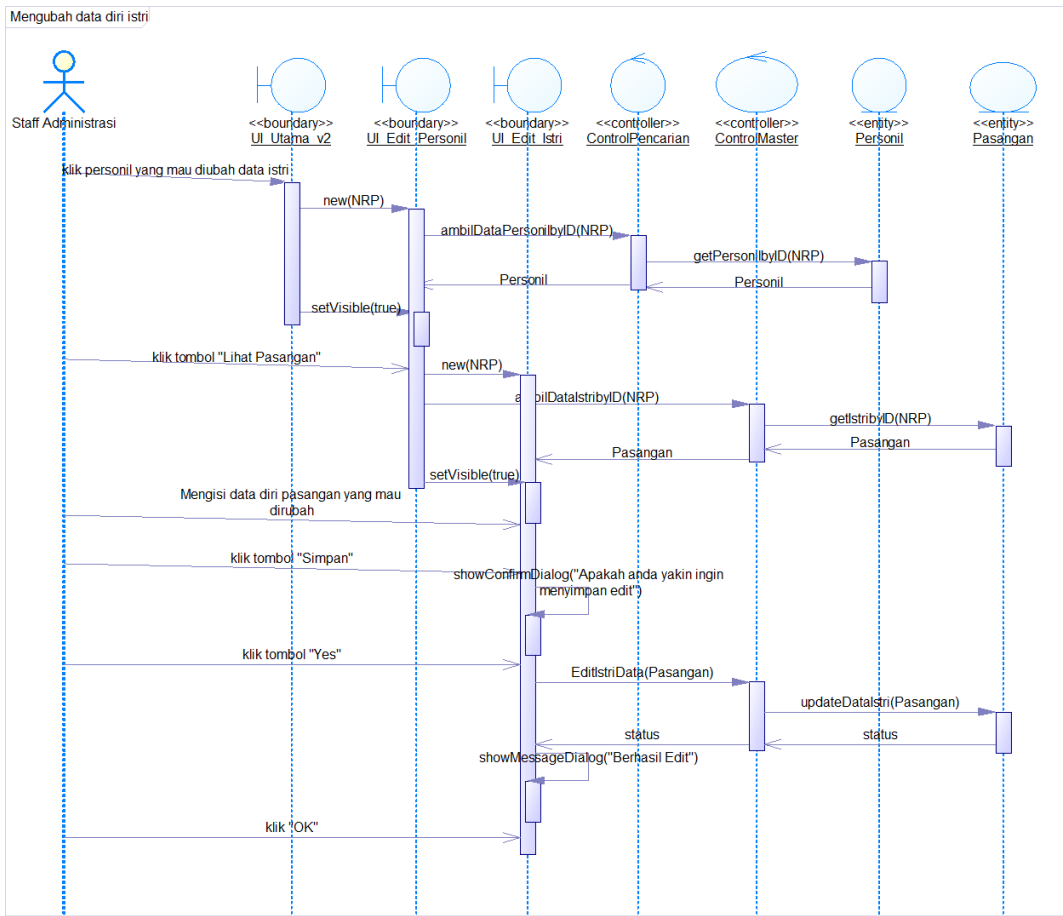 Mengubah data diri istri
Staff Administrasi
<<boundary>>
UI_Utama_v2
<<boundary>>
UI_Edit_Personil
<<boundary>>
UI_Edit_Istri
<<controller>>
ControlPencarian
<<controller>>
ControlMaster
<<entity>>
Personil
<<entity>>
Pasangan
klik personil yang mau diubah data istri
new(NRP)
ambilDataPersonilbyID(NRP)
getPersonilbyID(NRP)
Personil
Personil
setVisible(true)
klik tombol "Lihat Pasangan"
new(NRP)
ambilDataIstribyID(NRP)
getIstribyID(NRP)
Pasangan
Pasangan
setVisible(true)
Mengisi data diri pasangan yang mau
dirubah
klik tombol "Simpan"
showConfirmDialog("Apakah anda yakin ingin
menyimpan edit")
klik tombol "Yes"
EditIstriData(Pasangan)
updateDataIstri(Pasangan)
status
status
showMessageDialog("Berhasil Edit")
klik "OK"